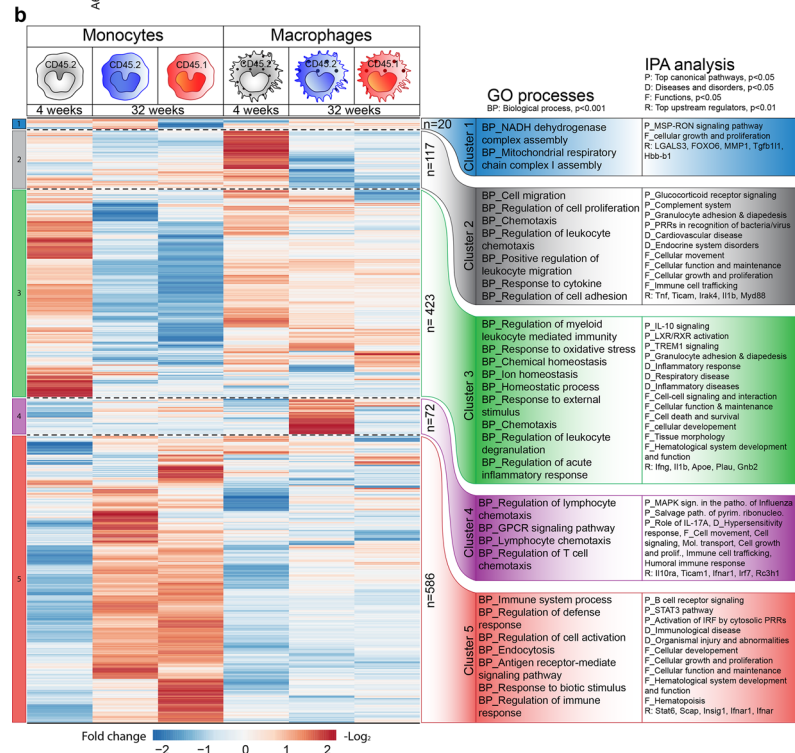 b
Monocytes
Macrophages
CD45.2
CD45.2
CD45.1
CD45.2
CD45.2
CD45.1
4 weeks
32 weeks
4 weeks
32 weeks
GO processes
BP: Biological process, p<0.001
IPA analysis
P: Top canonical pathways, p<0.05
D: Diseases and disorders, p<0.05
F: Functions, p<0.05
R: Top upstream regulators, p<0.01
1
2
3
4
5
n=20
n=117
n= 423
n=72
n=586
Cluster 1
BP_NADH dehydrogenase
complex assembly
BP_Mitochondrial respiratory
chain complex I assembly
P_MSP-RON signaling pathway
F_cellular growth and proliferation
R: LGALS3, FOXO6, MMP1, Tgfb1I1,
Hbb-b1
Cluster 2
BP_Cell migration
BP_Regulation of cell proliferation
BP_Chemotaxis
BP_Regulation of leukocyte
chemotaxis
BP_Positive regulation of
leukocyte migration
BP_Response to cytokine
BP_Regulation of cell adhesion
P_Glucocorticoid receptor signaling
P_Complement system
P_Granulocyte adhesion & diapedesis
P_PRRs in recognition of bacteria/virus
D_Cardiovascular disease
D_Endocrine system disorders
F_Cellular movement
F_Cellular function and maintenance
F_Cellular growth and proliferation
F_Immune cell trafficking
R: Tnf, Ticam, Irak4, Il1b, Myd88
Cluster 3
BP_Regulation of myeloid
leukocyte mediated immunity
BP_Response to oxidative stress
BP_Chemical homeostasis
BP_Ion homeostasis
BP_Homeostatic process
BP_Response to external
stimulus
BP_Chemotaxis
BP_Regulation of leukocyte
degranulation
BP_Regulation of acute
inflammatory response
P_IL-10 signaling
P_LXR/RXR activation
P_TREM1 signaling
P_Granulocyte adhesion & diapedesis
D_Inflammatory response
D_Respiratory disease
D_Inflammatory diseases
F_Cell-cell signaling and interaction
F_Cellular function & maintenance
F_Cell death and survival
F_cellular developement
F_Tissue morphology
F_Hematological system development
and function
R: Ifng, Il1b, Apoe, Plau, Gnb2
Cluster 4
BP_Regulation of lymphocyte
chemotaxis
BP_GPCR signaling pathway
BP_Lymphocyte chemotaxis
BP_Regulation of T cell
chemotaxis
P_MAPK sign. in the patho. of Influenza
P_Salvage path. of pyrim. ribonucleo.
P_Role of IL-17A, D_Hypersensitivity
response, F_Cell movement, Cell
signaling, Mol. transport, Cell growth
and prolif., Immune cell trafficking,
Humoral immune response
R: Il10ra, Ticam1, Ifnar1, Irf7, Rc3h1
Cluster 5
BP_Immune system process
BP_Regulation of defense
response
BP_Regulation of cell activation
BP_Endocytosis
BP_Antigen receptor-mediate
signaling pathway
BP_Response to biotic stimulus
BP_Regulation of immune
response
P_B cell receptor signaling
P_STAT3 pathway
P_Activation of IRF by cytosolic PRRs
D_Immunological disease
D_Organismal injury and abnormalities
F_Cellular developement
F_Cellular growth and proliferation
F_Cellular function and maintenance
F_Hematological system development
and function
F_Hematopoisis
R: Stat6, Scap, Insig1, Ifnar1, Ifnar
Fold change
-Log₂
−2 −1 0 1 2